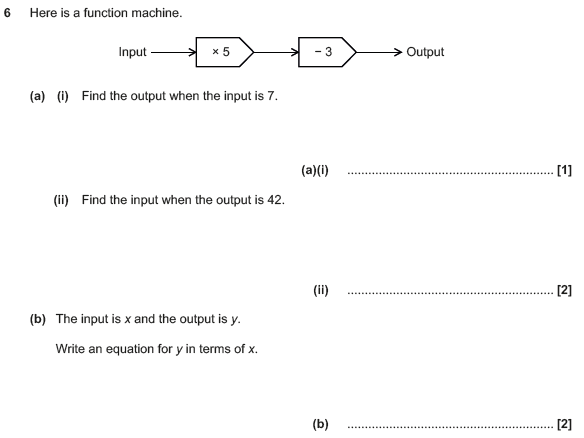 6 Here is a function machine.
Input × 5 − 3 Output
(a) (i) Find the output when the input is 7.
(a)(i) ............................................................ [1]
(ii) Find the input when the output is 42.
(ii) ............................................................ [2]
(b) The input is x and the output is y.
Write an equation for y in terms of x.
(b) ............................................................ [2]